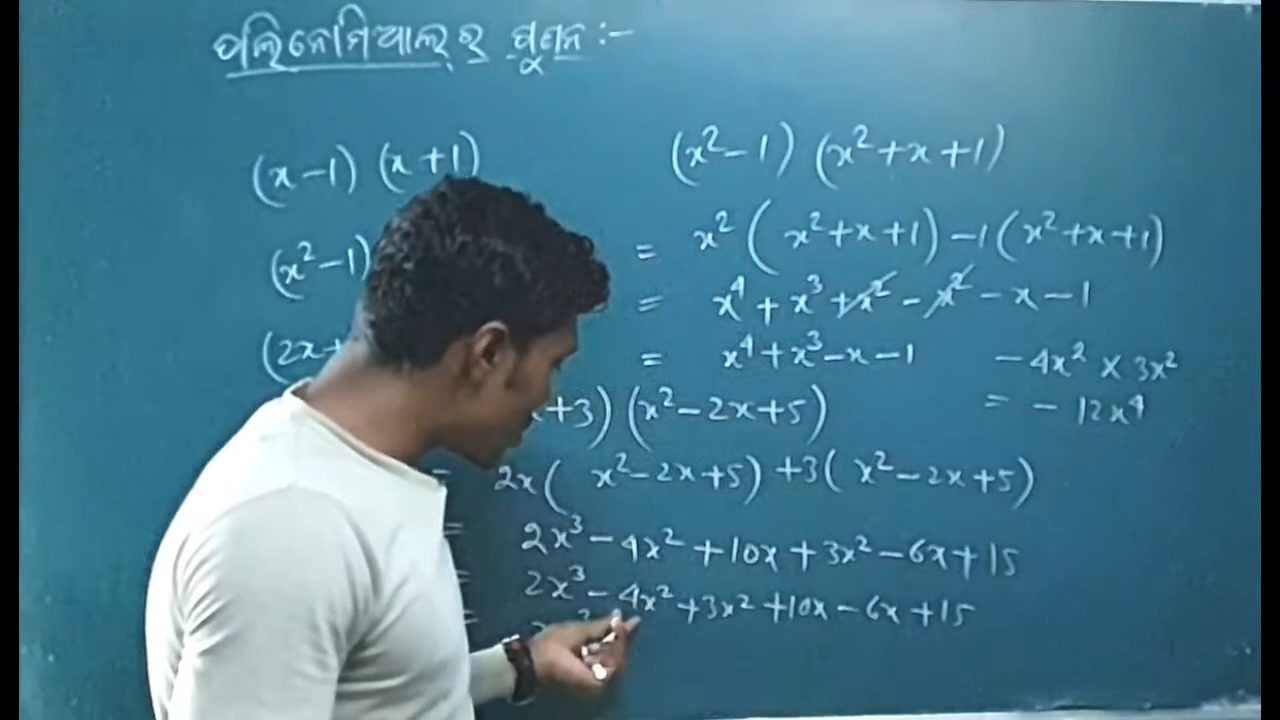 ପଲିନୋମିଆଲ୍ ର ଗୁଣନ :-
(x-1) (x+1)
(x²-1)
(2x+
(x²-1) (x²+x+1)
= x² ( x²+x+1) -1 (x²+x+1)
= x⁴ + x³ + x² - x² - x - 1
= x⁴+x³-x-1
- 4x² × 3x²
= - 12x⁴
x+3) (x²-2x+5)
= 2x ( x²-2x+5) +3( x²-2x+5)
= 2x³ - 4x² + 10x + 3x² - 6x + 15
= 2x³ - 4x² + 3x² + 10x - 6x + 15
=